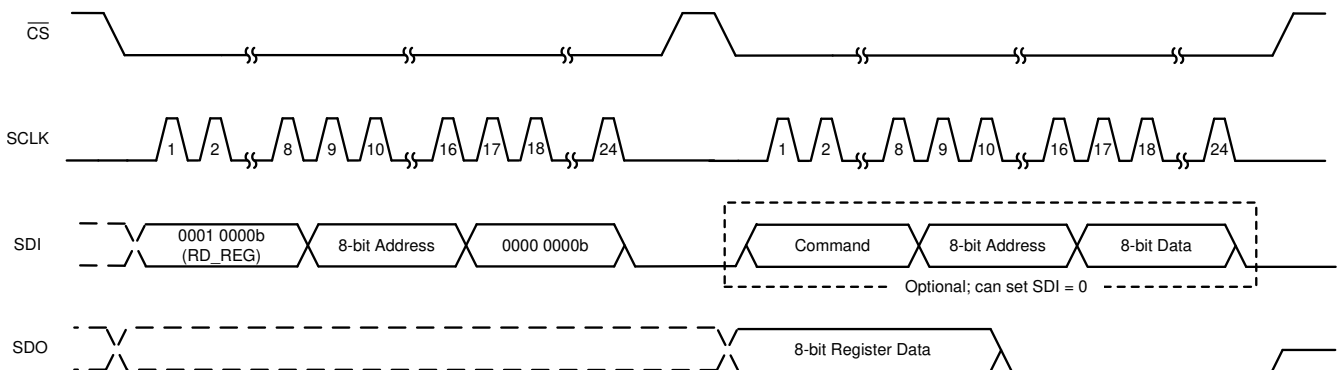 CS
SCLK
1 2 8 9 10 16 17 18 24 1 2 8 9 10 16 17 18 24
SDI
0001 0000b
(RD_REG)
8-bit Address
0000 0000b
Command
8-bit Address
8-bit Data
Optional; can set SDI = 0
SDO
8-bit Register Data